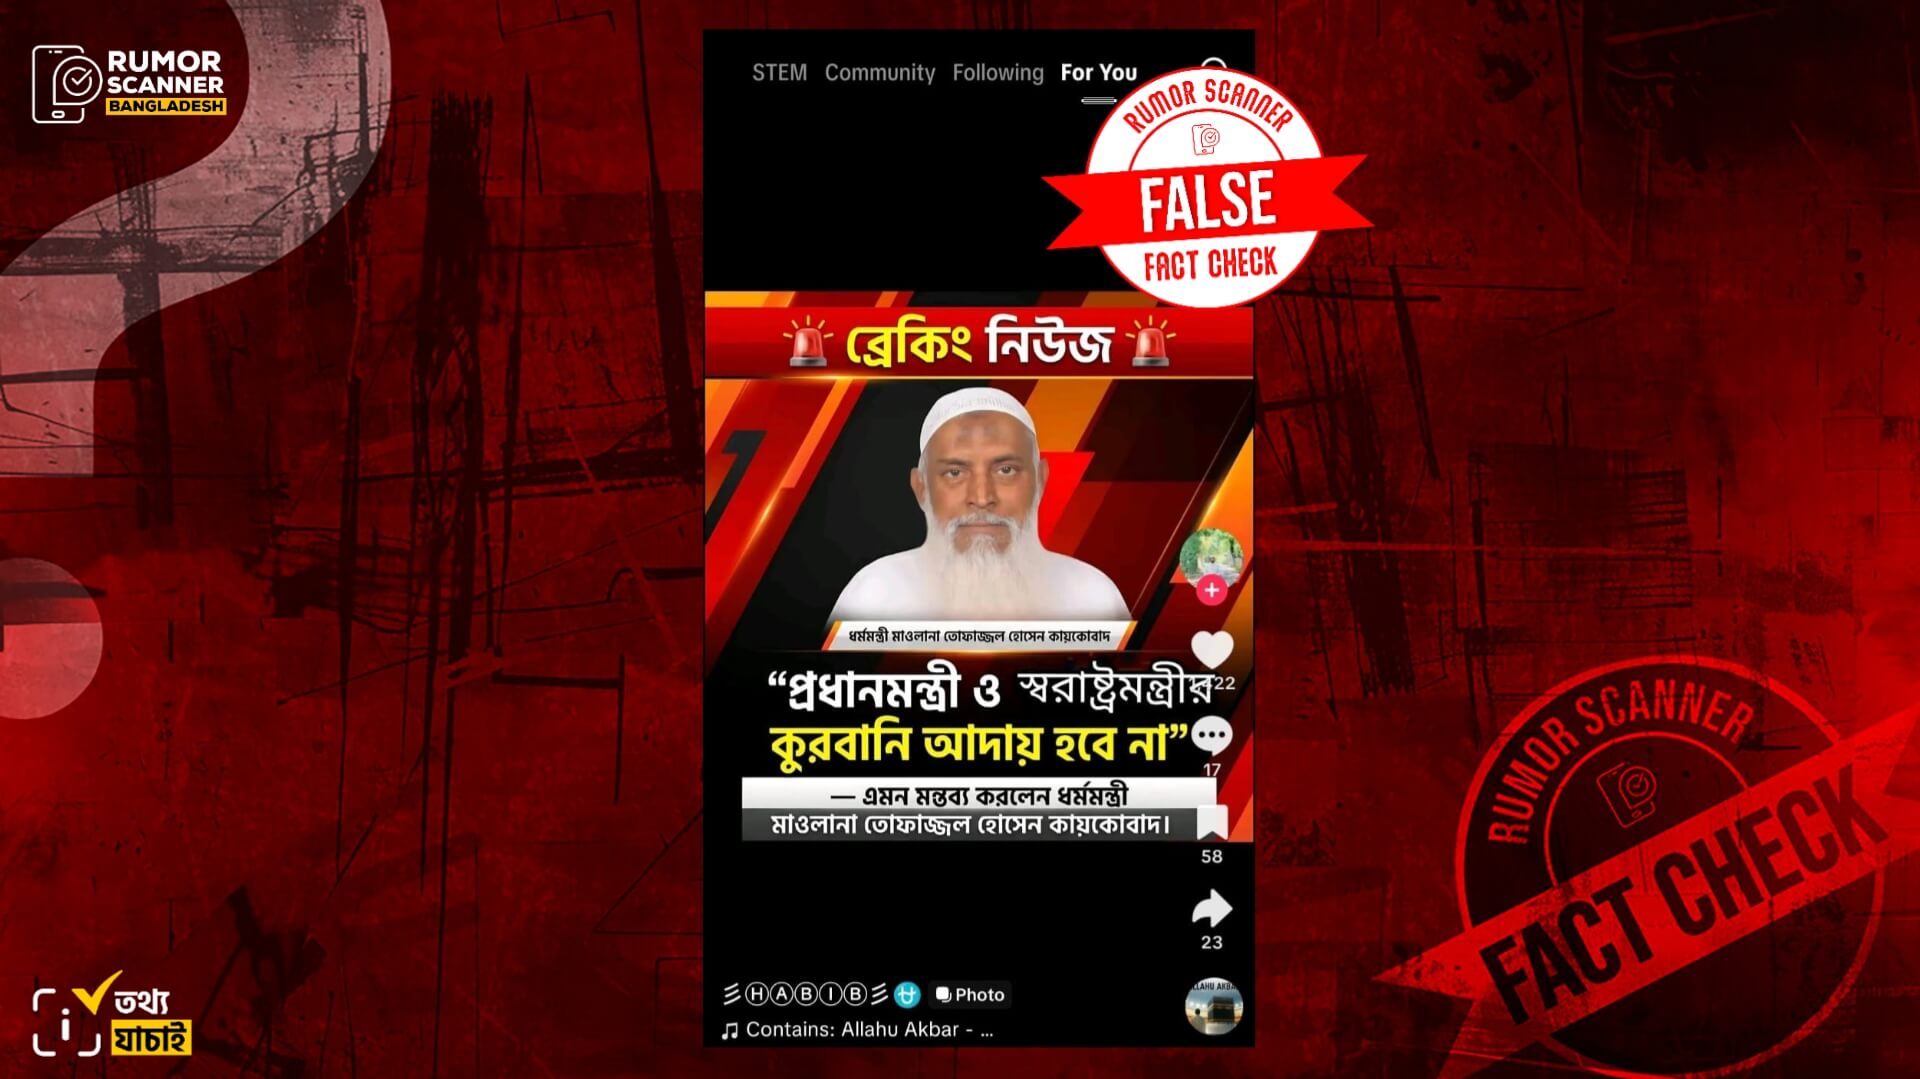 RUMOR
SCANNER
BANGLADESH
STEM Community Following For You
RUMOR SCANNER
FALSE
FACT CHECK
ব্রেকিং নিউজ
ধর্মমন্ত্রী মাওলানা তোফাজ্জল হোসেন কায়কোবাদ
“প্রধানমন্ত্রী ও স্বরাষ্ট্রমন্ত্রীর
কুরবানি আদায় হবে না”
— এমন মন্তব্য করলেন ধর্মমন্ত্রী
মাওলানা তোফাজ্জল হোসেন কায়কোবাদ।
17
58
23
ⒽⒶⒷⒾⒷ Photo
Contains: Allahu Akbar - ...
RUMOR SCANNER
FACT CHECK
তথ্য
যাচাই